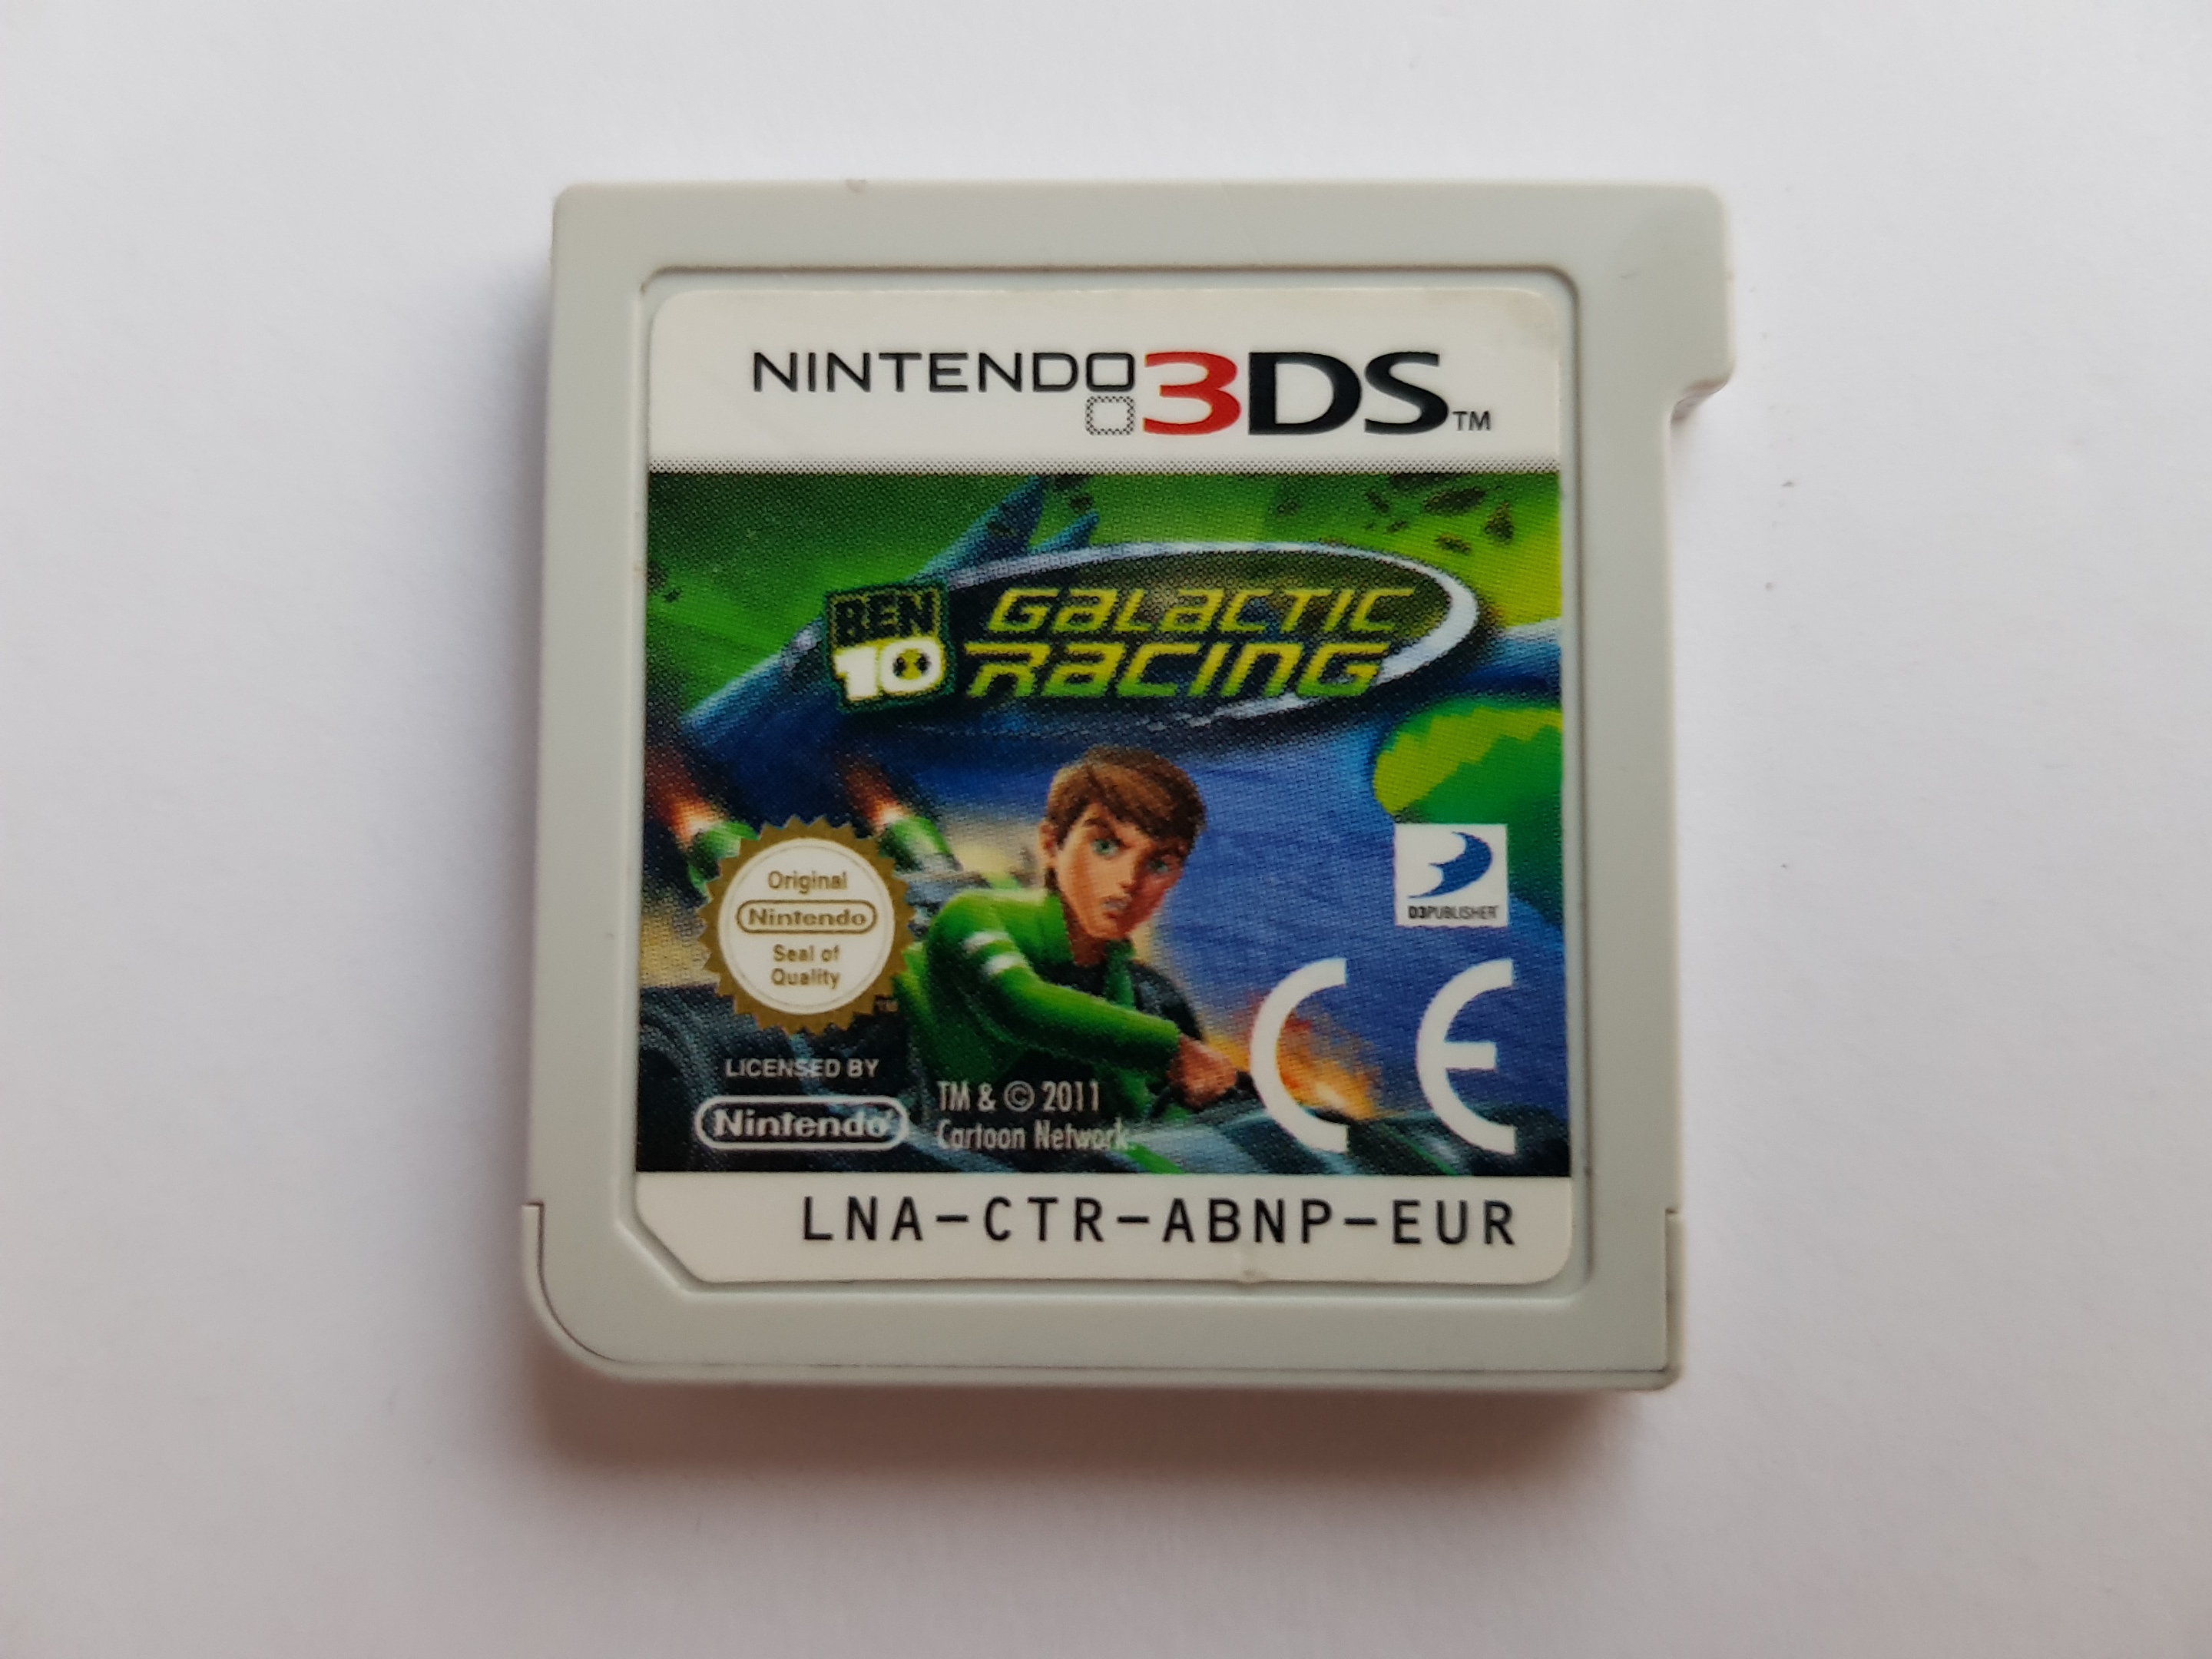 NINTENDO 3DS™
BEN
10
GALACTIC
RACING
Original
Nintendo
Seal of
Quality
TM
D3PUBLISHER
CE
LICENSED BY
Nintendo
TM & © 2011
Cartoon Network.
LNA-CTR-ABNP-EUR